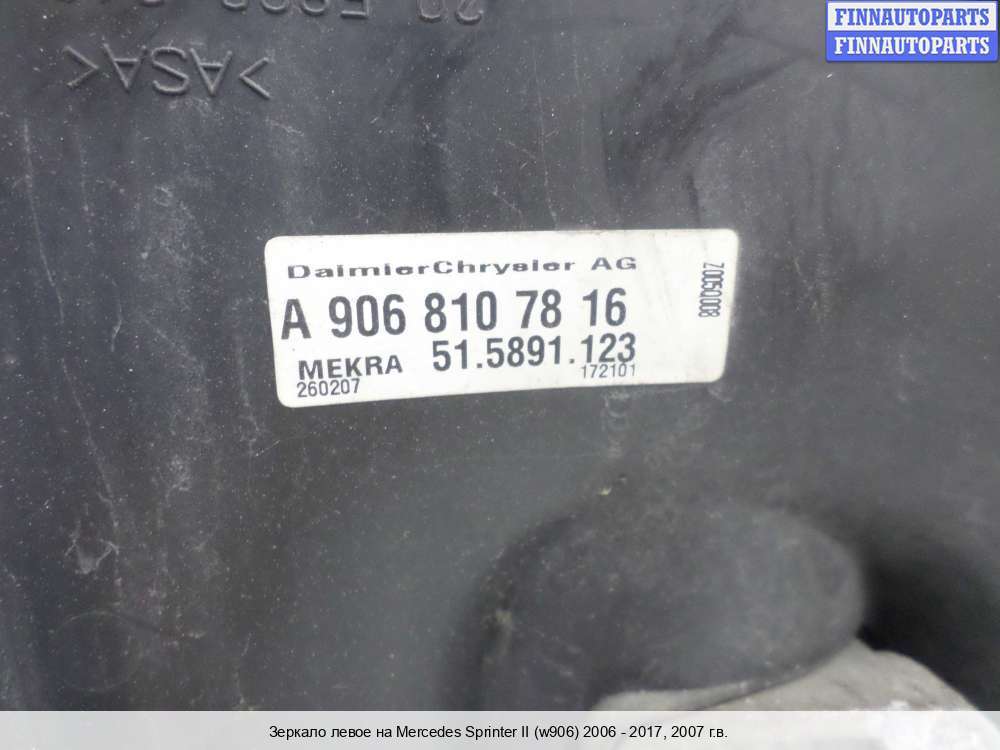 FINNAUTOPARTS
FINNAUTOPARTS
>ASA<
DaimlerChrysler AG
A 906 810 78 16
MEKRA 51.5891.123
260207 172101
Зеркало левое на Mercedes Sprinter II (w906) 2006 - 2017, 2007 г.в.